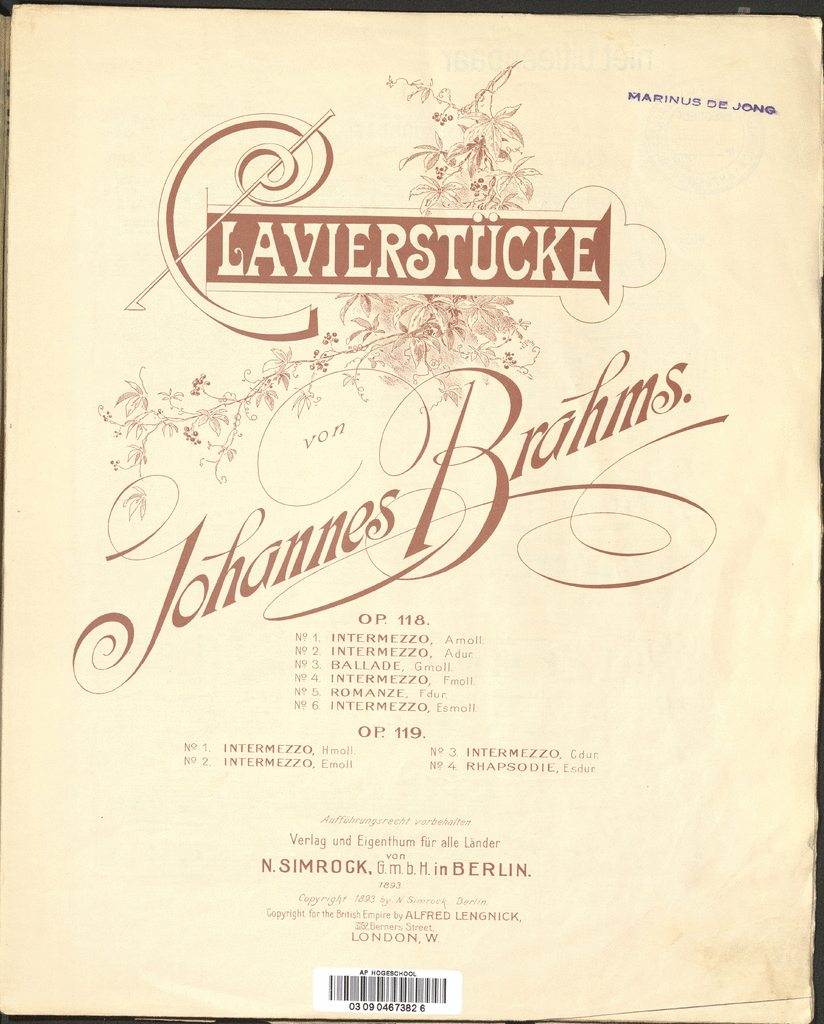 MARINUS DE JONG
CLAVIERSTÜCKE
von
Johannes Brahms.
OP. 118.
Nº 1. INTERMEZZO, Amoll.
Nº 2. INTERMEZZO, Adur.
Nº 3. BALLADE, Gmoll.
Nº 4. INTERMEZZO, Fmoll.
Nº 5. ROMANZE, Fdur.
Nº 6. INTERMEZZO, Esmoll.
OP. 119.
Nº 1. INTERMEZZO, Hmoll.
Nº 2. INTERMEZZO, Emoll.
Nº 3. INTERMEZZO, Cdur.
Nº 4. RHAPSODIE, Esdur.
Aufführungsrecht vorbehalten.
Verlag und Eigenthum für alle Länder
von
N. SIMROCK, G.m.b.H. in BERLIN.
1893
Copyright 1893 by N. Simrock, Berlin.
Copyright for the British Empire by ALFRED LENGNICK,
Berners Street,
LONDON, W.
AP HOGESCHOOL
03 09 0467382 6